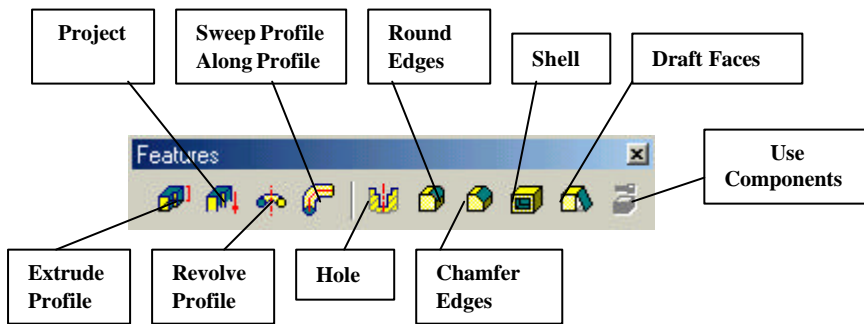 Project
Sweep Profile
Along Profile
Round
Edges
Shell
Draft Faces
Features
Use
Components
Extrude
Profile
Revolve
Profile
Hole
Chamfer
Edges